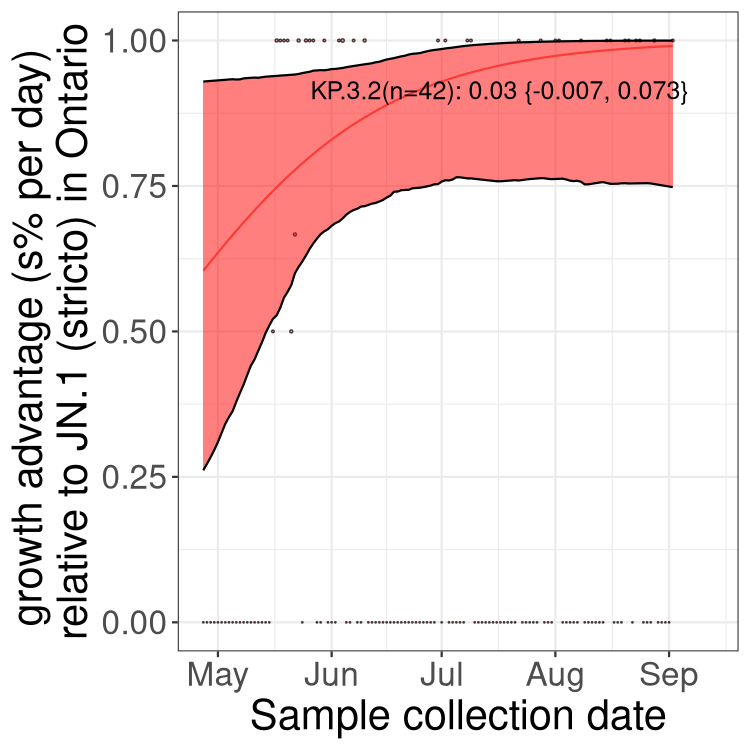 growth advantage (s% per day)
relative to JN.1 (stricto) in Ontario
1.00
0.75
0.50
0.25
0.00
KP.3.2(n=42): 0.03 {-0.007, 0.073}
May Jun Jul Aug Sep
Sample collection date